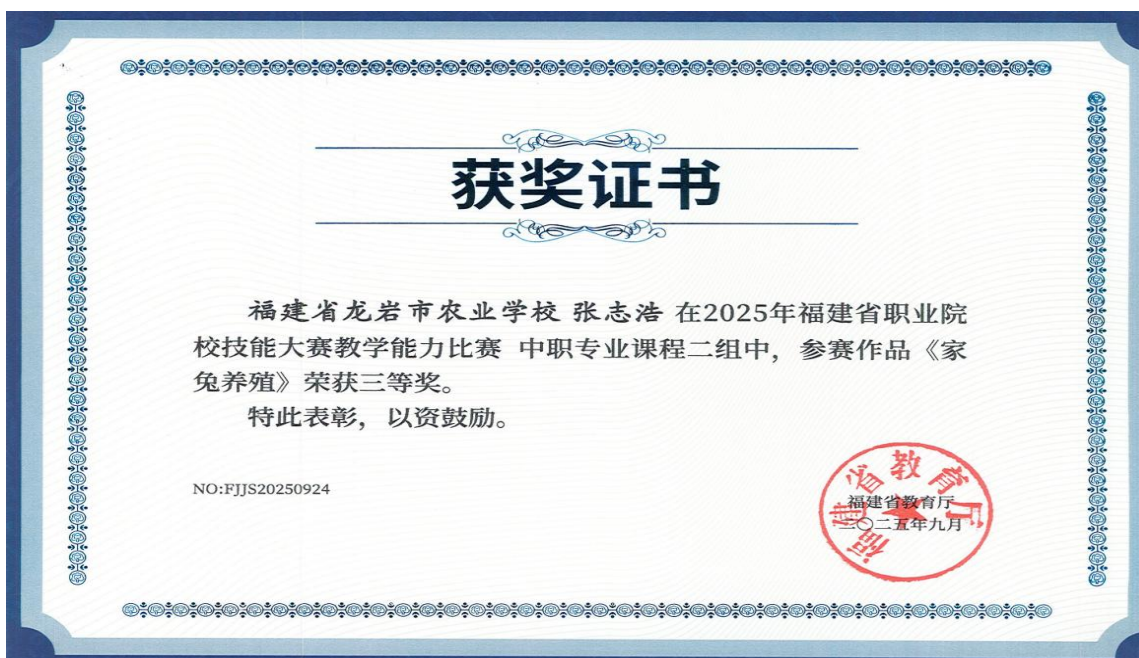 获奖证书
福建省龙岩市农业学校 张志浩 在2025年福建省职业院
校技能大赛教学能力比赛 中职专业课程二组中，参赛作品《家
兔养殖》荣获三等奖。
特此表彰，以资鼓励。
NO:FJJS20250924
福建省教育厅
福建省教育厅
二〇二五年九月